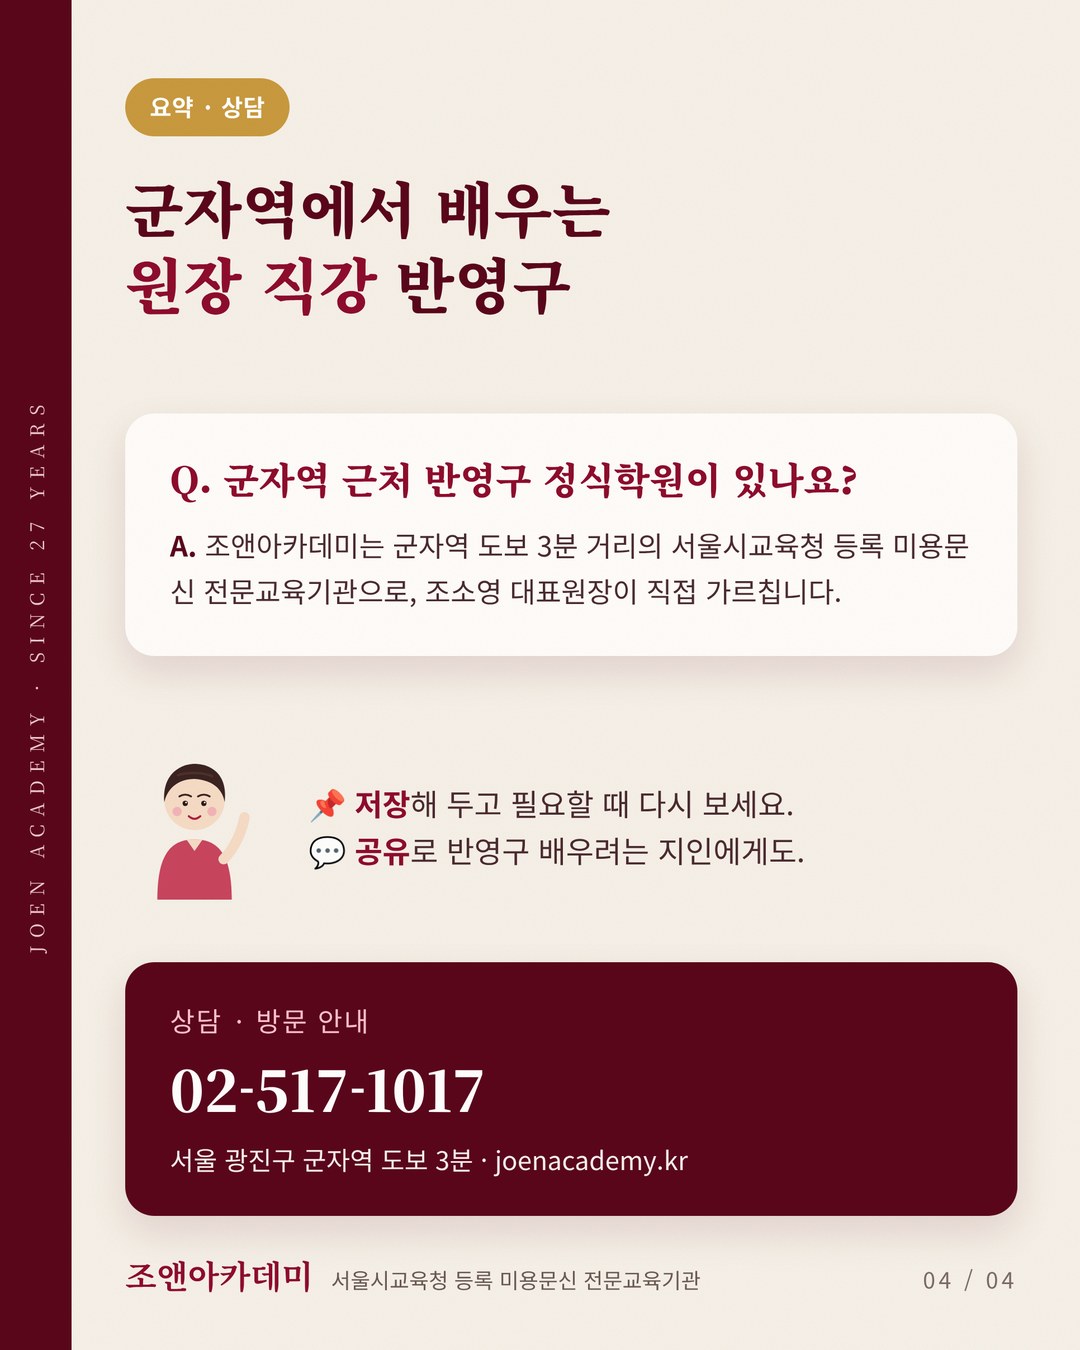 요약 · 상담
군자역에서 배우는
원장 직강 반영구
Q. 군자역 근처 반영구 정식학원이 있나요?
A. 조앤아카데미는 군자역 도보 3분 거리의 서울시교육청 등록 미용문
신 전문교육기관으로, 조소영 대표원장이 직접 가르칩니다.
📌 저장해 두고 필요할 때 다시 보세요.
💬 공유로 반영구 배우려는 지인에게도.
상담 · 방문 안내
02-517-1017
서울 광진구 군자역 도보 3분 · joenacademy.kr
조앤아카데미 서울시교육청 등록 미용문신 전문교육기관
04 / 04
JOEN ACADEMY · SINCE 27 YEARS